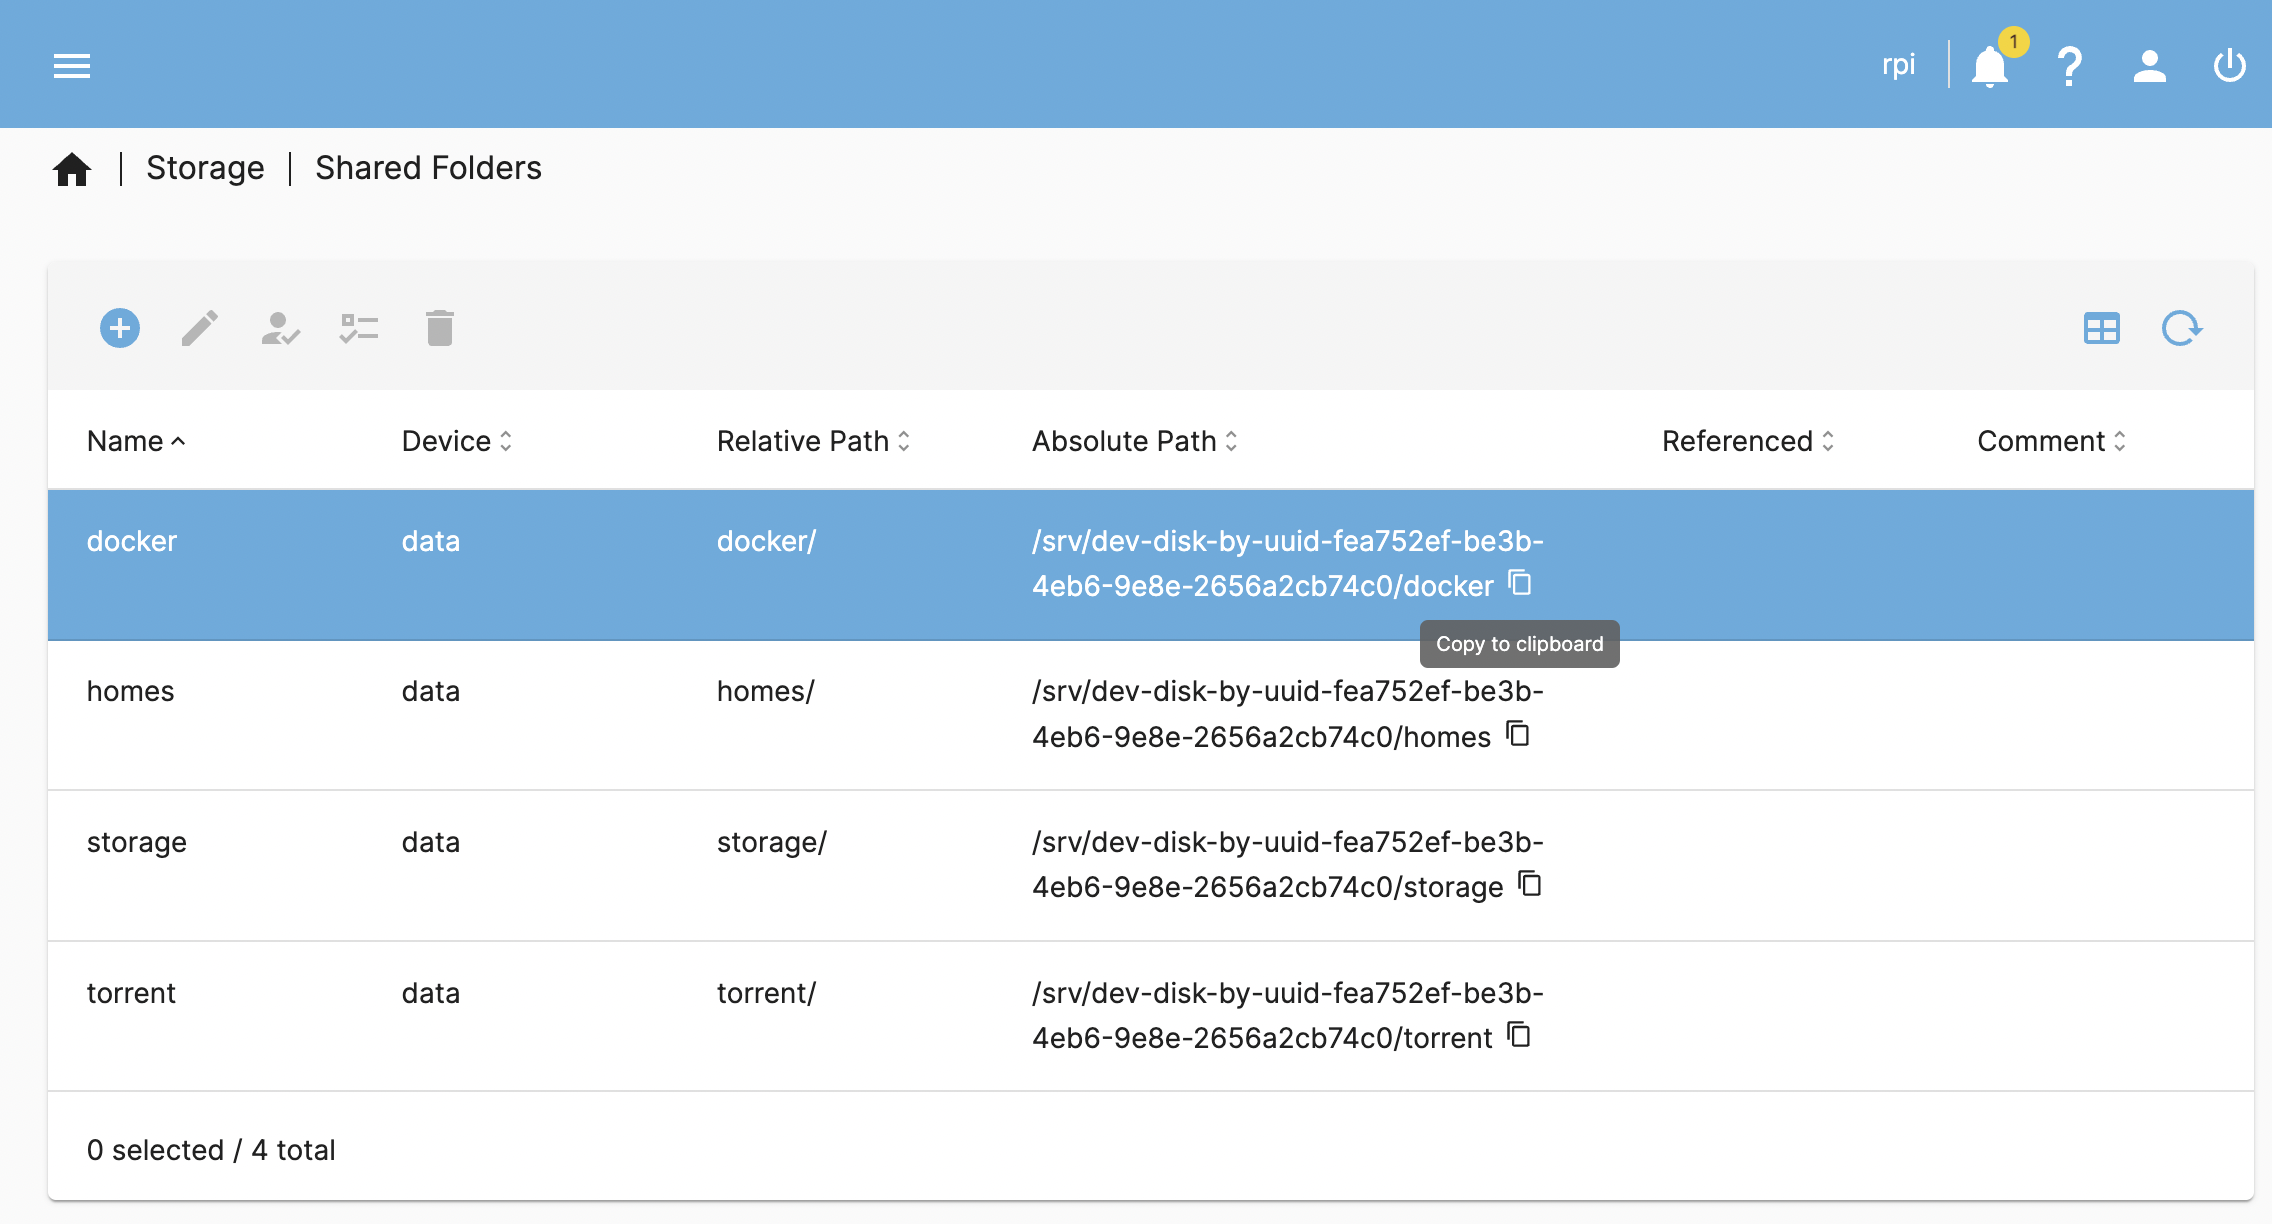 rpi
1
Storage
Shared Folders
Name Device Relative Path Absolute Path Referenced Comment
docker data docker/ /srv/dev-disk-by-uuid-fea752ef-be3b-
4eb6-9e8e-2656a2cb74c0/docker
Copy to clipboard
homes data homes/ /srv/dev-disk-by-uuid-fea752ef-be3b-
4eb6-9e8e-2656a2cb74c0/homes
storage data storage/ /srv/dev-disk-by-uuid-fea752ef-be3b-
4eb6-9e8e-2656a2cb74c0/storage
torrent data torrent/ /srv/dev-disk-by-uuid-fea752ef-be3b-
4eb6-9e8e-2656a2cb74c0/torrent
0 selected / 4 total